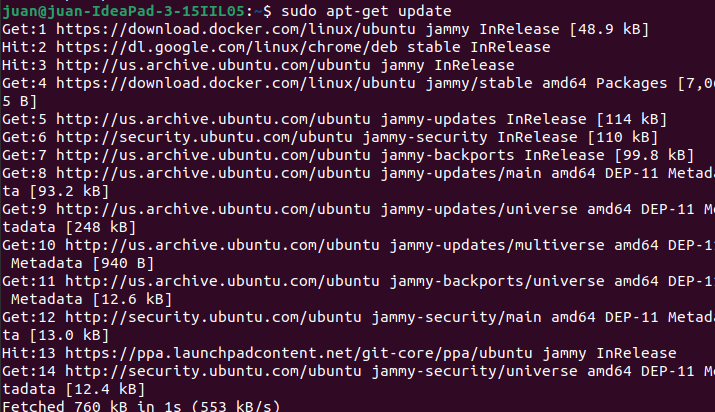 juan@juan-IdeaPad-3-15IIL05:~$ sudo apt-get update
Get:1 https://download.docker.com/linux/ubuntu jammy InRelease [48.9 kB]
Hit:2 https://dl.google.com/linux/chrome/deb stable InRelease
Hit:3 http://us.archive.ubuntu.com/ubuntu jammy InRelease
Get:4 https://download.docker.com/linux/ubuntu jammy/stable amd64 Packages [7,06
5 B]
Get:5 http://us.archive.ubuntu.com/ubuntu jammy-updates InRelease [114 kB]
Get:6 http://security.ubuntu.com/ubuntu jammy-security InRelease [110 kB]
Get:7 http://us.archive.ubuntu.com/ubuntu jammy-backports InRelease [99.8 kB]
Get:8 http://us.archive.ubuntu.com/ubuntu jammy-updates/main amd64 DEP-11 Metada
ta [93.2 kB]
Get:9 http://us.archive.ubuntu.com/ubuntu jammy-updates/universe amd64 DEP-11 Me
tadata [248 kB]
Get:10 http://us.archive.ubuntu.com/ubuntu jammy-updates/multiverse amd64 DEP-11
Metadata [940 B]
Get:11 http://us.archive.ubuntu.com/ubuntu jammy-backports/universe amd64 DEP-11
Metadata [12.6 kB]
Get:12 http://security.ubuntu.com/ubuntu jammy-security/main amd64 DEP-11 Metada
ta [13.0 kB]
Hit:13 https://ppa.launchpadcontent.net/git-core/ppa/ubuntu jammy InRelease
Get:14 http://security.ubuntu.com/ubuntu jammy-security/universe amd64 DEP-11 Me
tadata [12.4 kB]
Fetched 760 kB in 1s (553 kB/s)